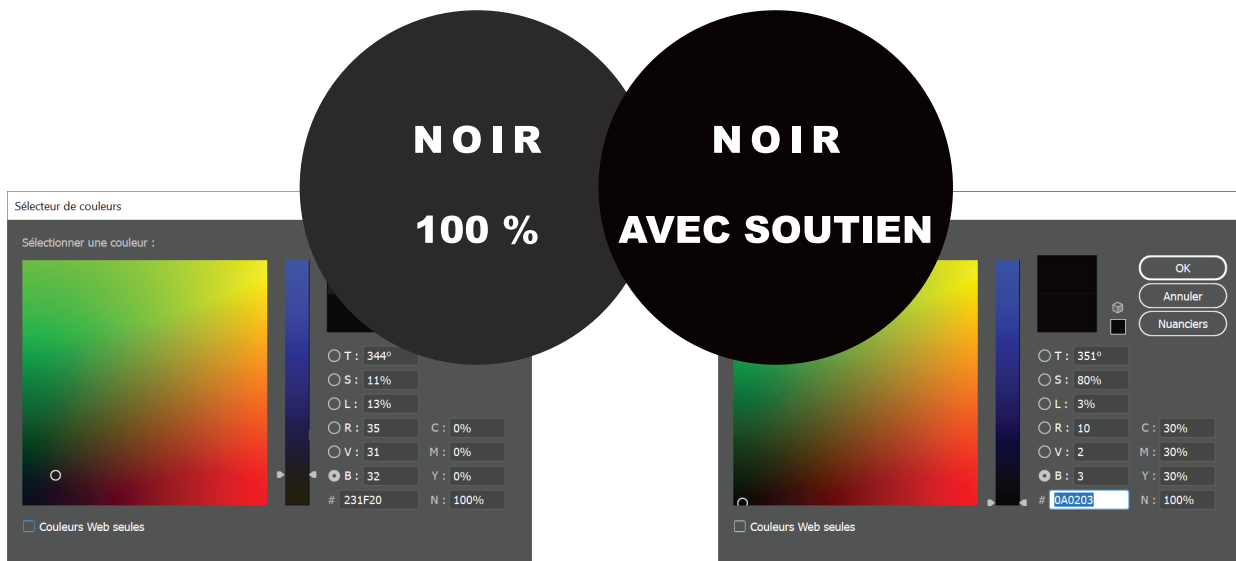 NOIR
100 %
NOIR
AVEC SOUTIEN
Sélecteur de couleurs
Sélectionner une couleur :
T : 344°
S : 11%
L : 13%
R : 35 C : 0%
V : 31 M : 0%
B : 32 Y : 0%
# 231F20 N : 100%
Couleurs Web seules
OK
Annuler
Nuanciers
T : 351°
S : 80%
L : 3%
R : 10 C : 30%
V : 2 M : 30%
B : 3 Y : 30%
# 0A0203 N : 100%
Couleurs Web seules